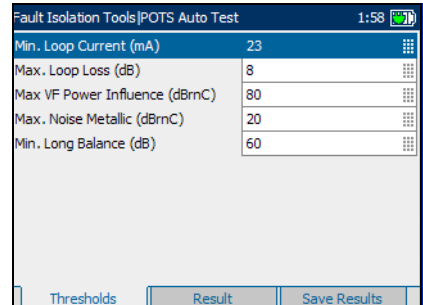 Fault Isolation Tools|POTS Auto Test 1:58
Min. Loop Current (mA) 23
Max. Loop Loss (dB) 8
Max VF Power Influence (dBrnC) 80
Max. Noise Metallic (dBrnC) 20
Min. Long Balance (dB) 60
Thresholds Result Save Results